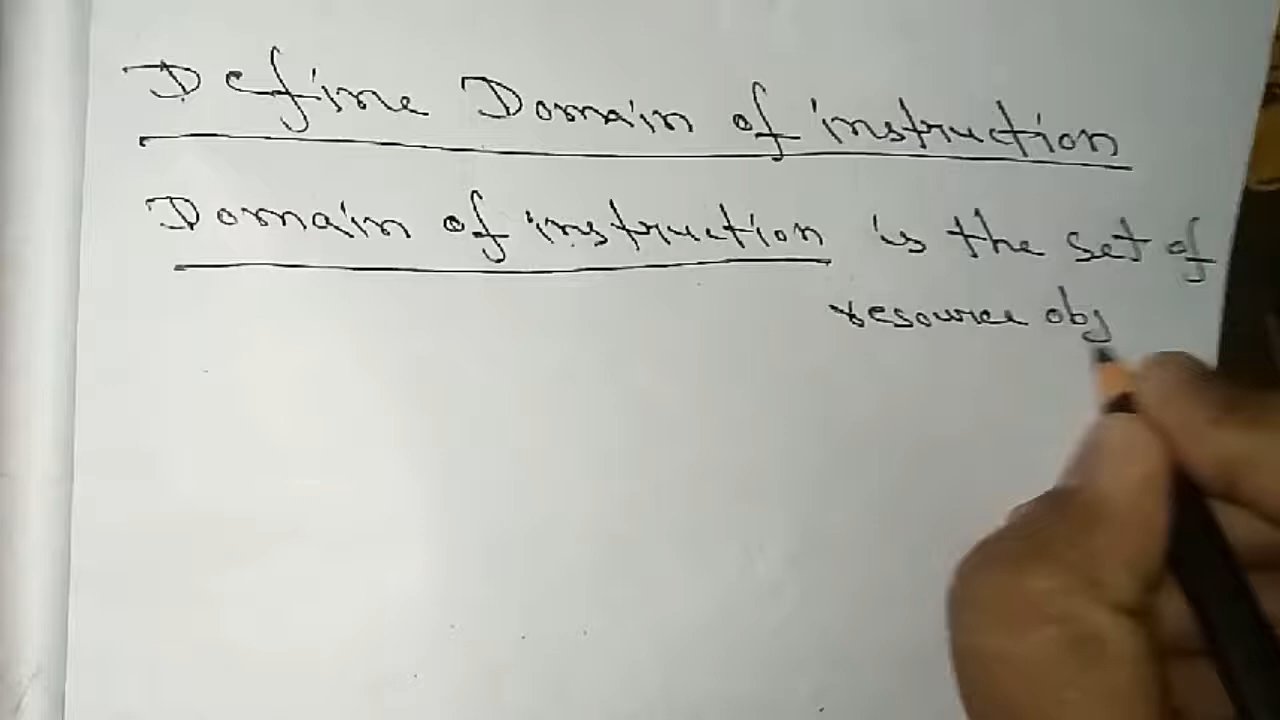 Define Domain of instruction
Domain of instruction is the set of
resource obj